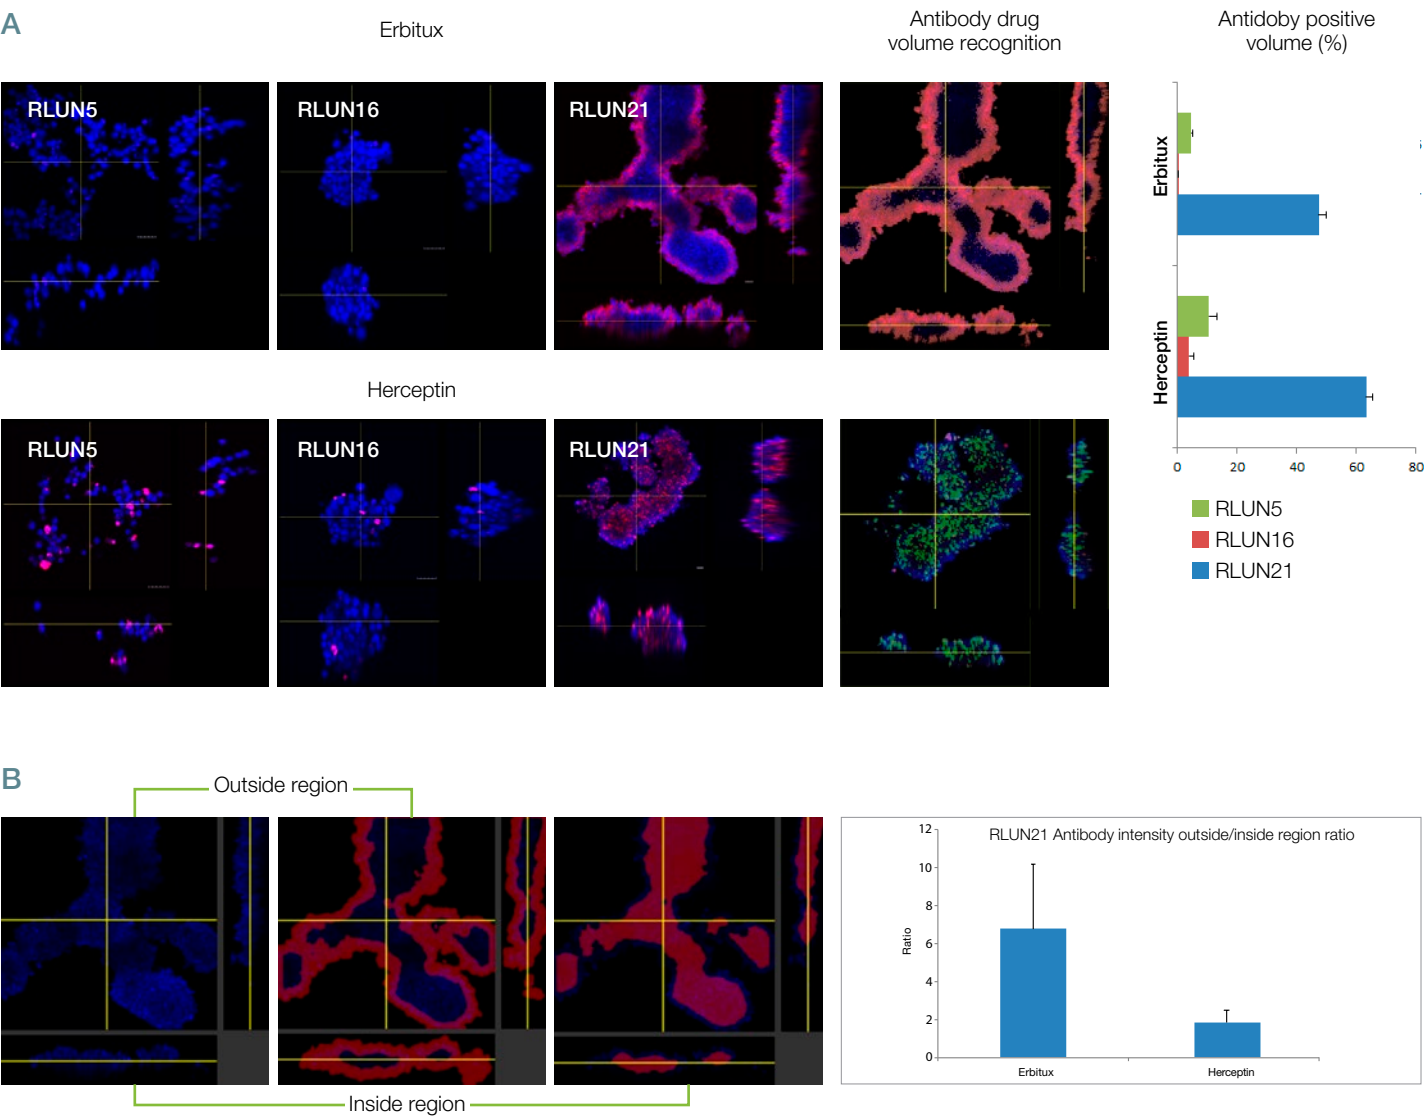 A
Erbitux
Antibody drug
volume recognition
Antidoby positive
volume (%)
RLUN5
RLUN16
RLUN21
Erbitux
Herceptin
Herceptin
RLUN5
RLUN16
RLUN21
0 20 40 60 80
RLUN5
RLUN16
RLUN21
B
Outside region
Inside region
RLUN21 Antibody intensity outside/inside region ratio
12
10
8
6
4
2
0
Ratio
Erbitux
Herceptin